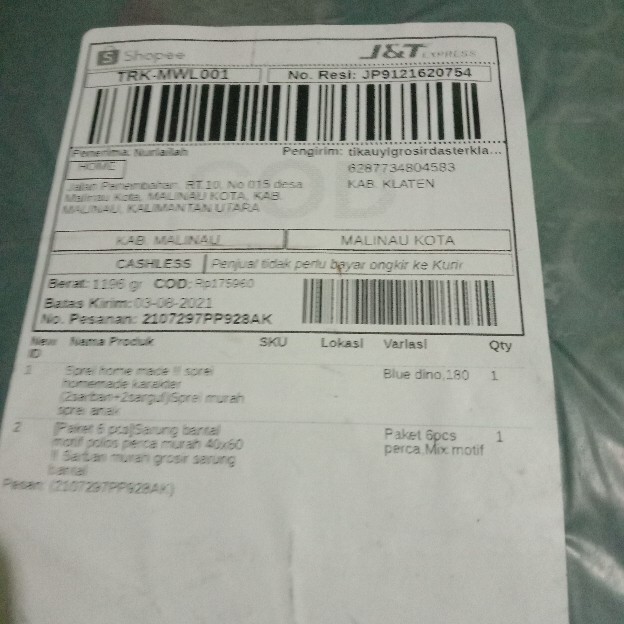 Shopee
J&T EXPRESS
TRK-MWL001
No. Resi: JP9121620754
Penerima: Nurlailah
Pengirim: tikauyigrosirdasterkla...
HOME
6287734804583
KAB. KLATEN
Jalan Panembahan, RT.10, No 015 desa
Malinau Kota, MALINAU KOTA, KAB.
MALINAU, KALIMANTAN UTARA
COD
KAB. MALINAU
MALINAU KOTA
CASHLESS
Penjual tidak perlu bayar ongkir ke Kurir
Berat: 1196 gr COD: Rp175960
Batas Kirim: 03-08-2021
No. Pesanan: 2107297PP928AK
New ID Nama Produk SKU Lokasi Variasi Qty
1 Sprei home made !! sprei Blue dino,180 1
homemade karakter
(2sarban+2sargul)Sprei murah
sprei anak
2 [Paket 6 pcs]Sarung bantal Paket 6pcs 1
motif polos perca murah 40x60 perca,Mix motif
!! Sarban murah grosir sarung
bantal
Pesan: (2107297PP928AK)